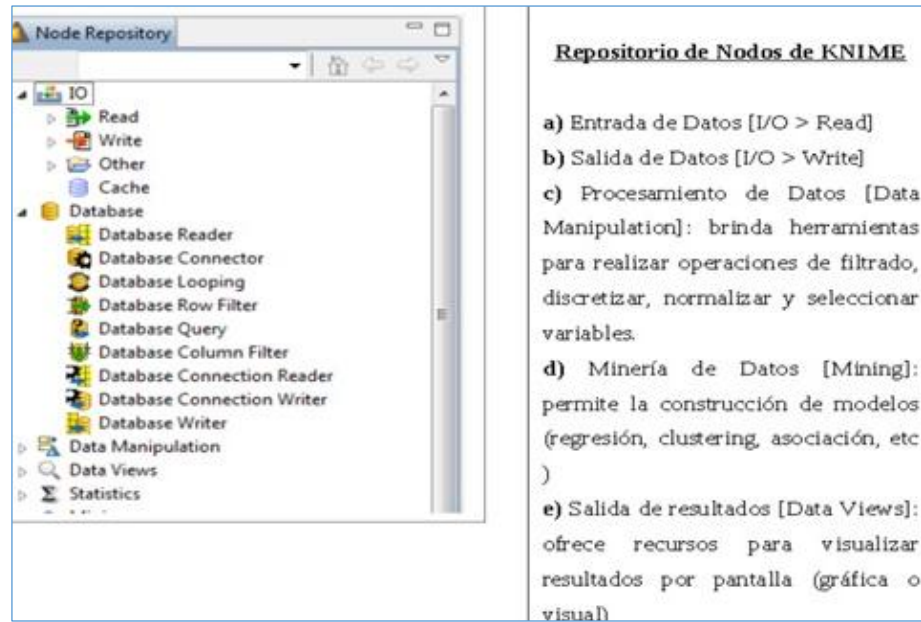 Node Repository
IO
Read
Write
Other
Cache
Database
Database Reader
Database Connector
Database Looping
Database Row Filter
Database Query
Database Column Filter
Database Connection Reader
Database Connection Writer
Database Writer
Data Manipulation
Data Views
Statistics
Repositorio de Nodos de KNIME
a) Entrada de Datos [I/O > Read]
b) Salida de Datos [I/O > Write]
c) Procesamiento de Datos [Data
Manipulation]: brinda herramientas
para realizar operaciones de filtrado,
discretizar, normalizar y seleccionar
variables.
d) Minería de Datos [Mining]:
permite la construcción de modelos
(regresión, clustering, asociación, etc
)
e) Salida de resultados [Data Views]:
ofrece recursos para visualizar
resultados por pantalla (gráfica o
visual)